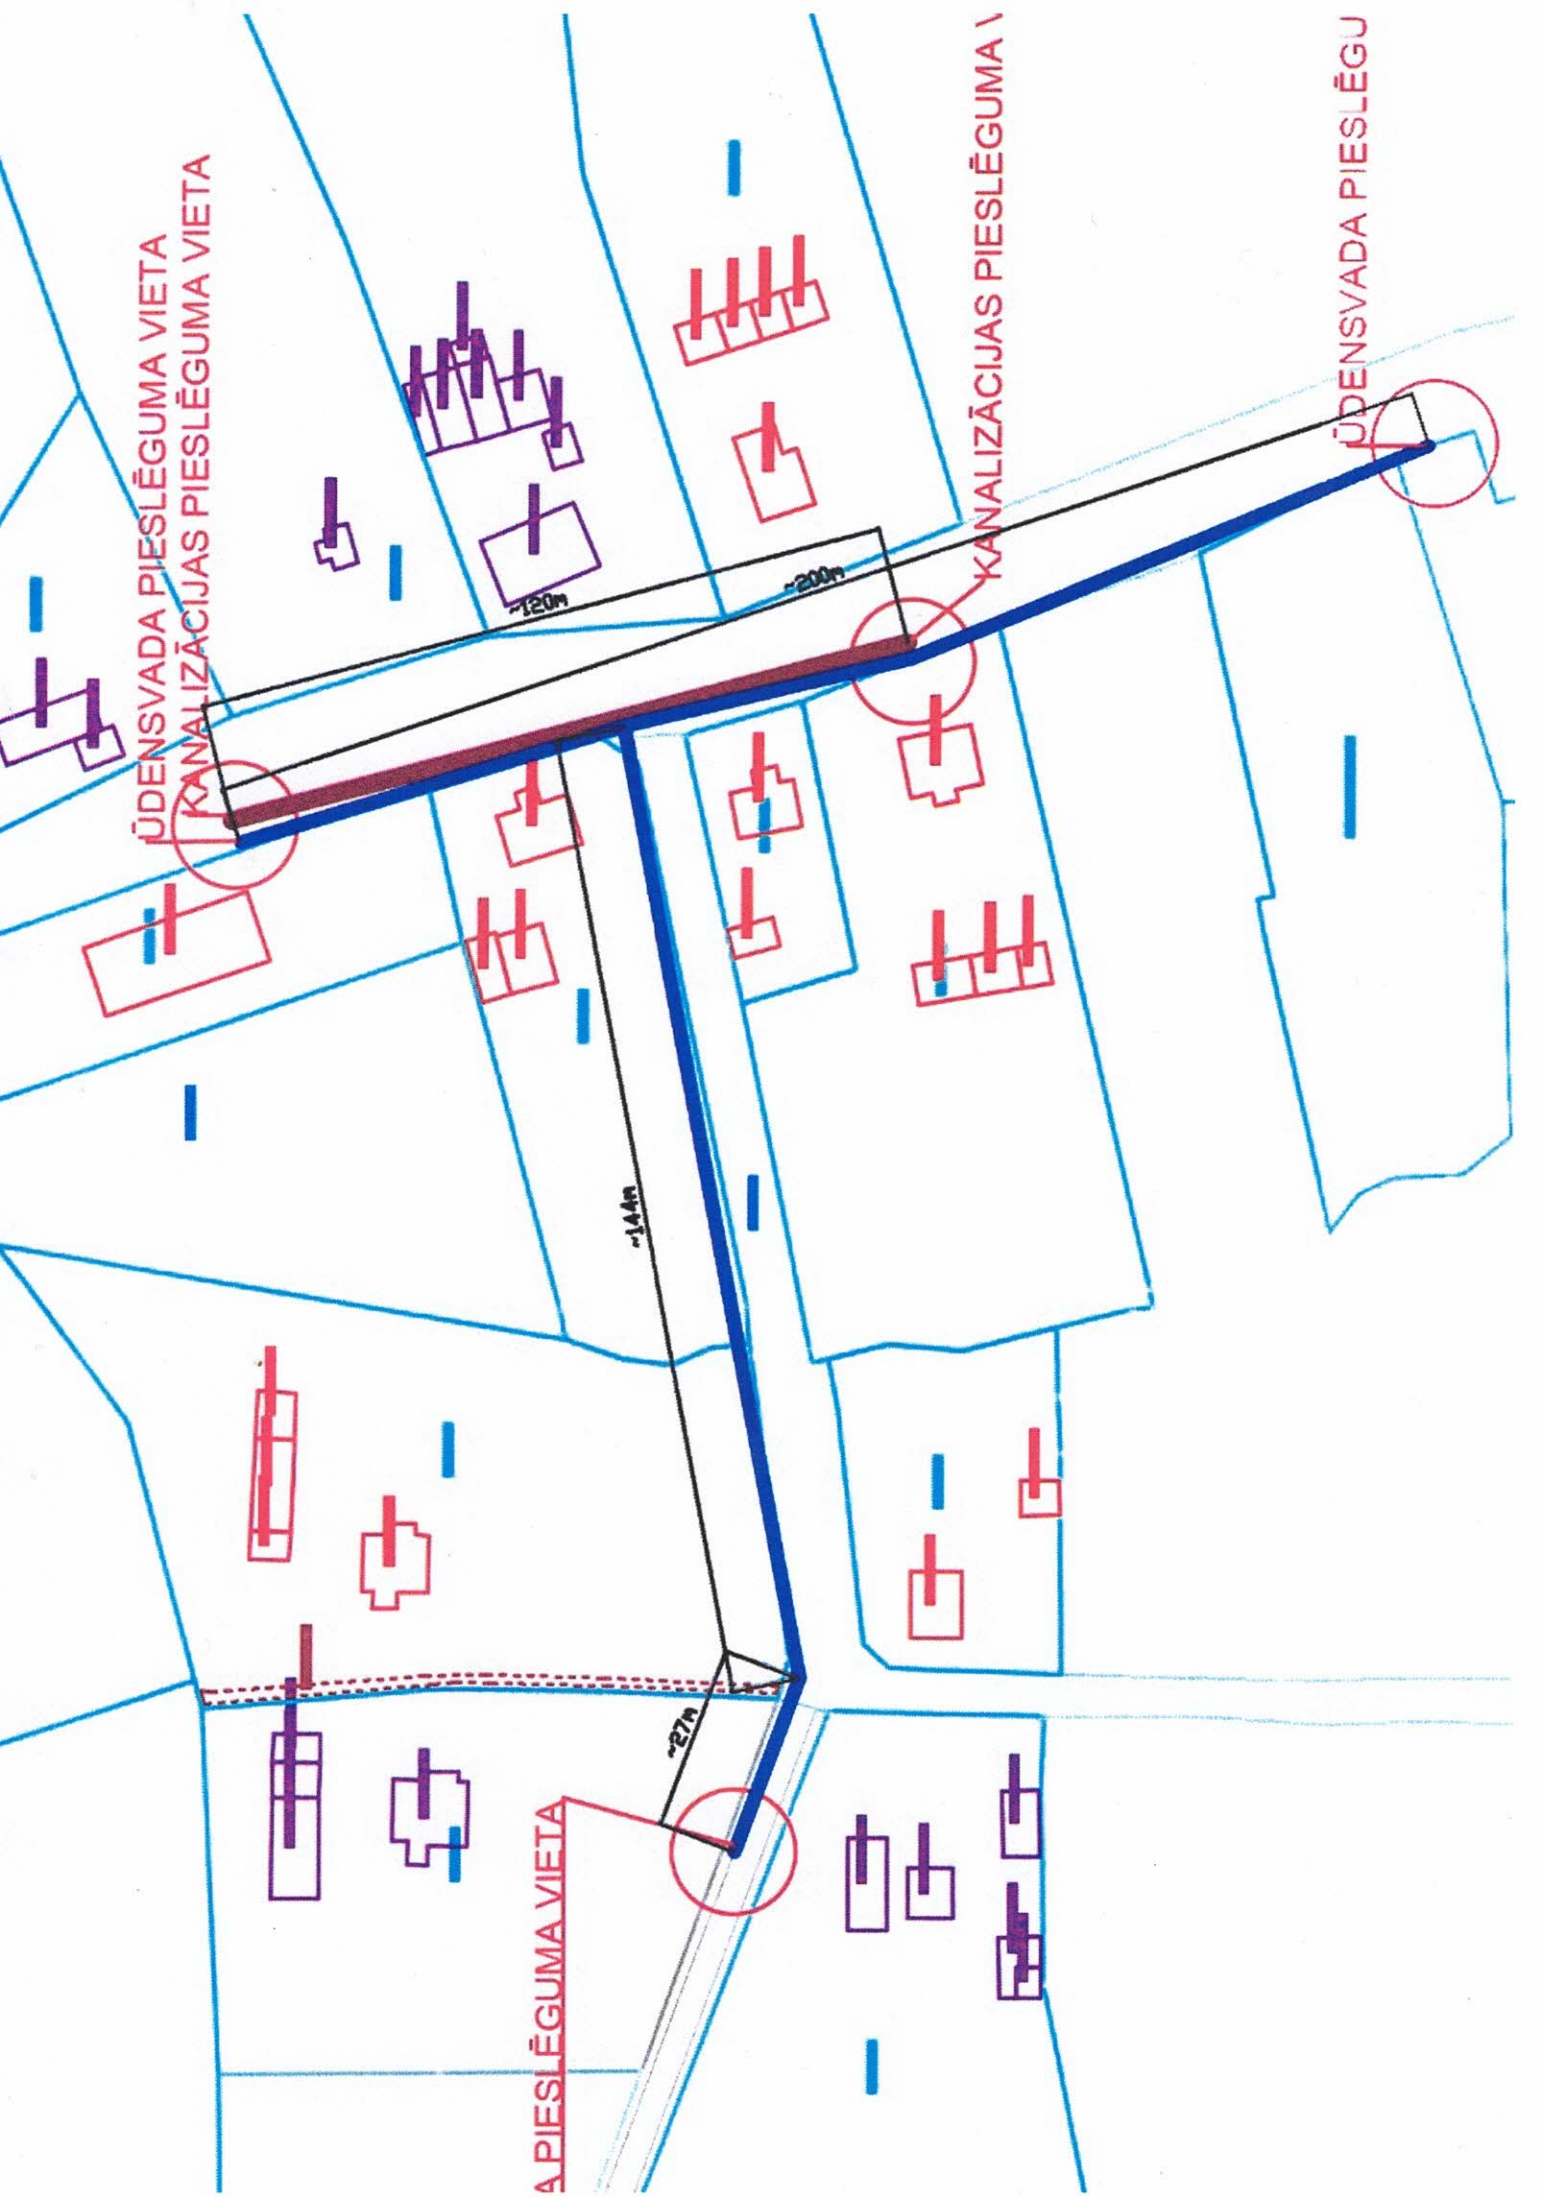 ŪDENSVADA PIESLĒGUMA VIETA
KANALIZĀCIJAS PIESLĒGUMA VIETA
KANALIZĀCIJAS PIESLĒGUMA V
ŪDENSVADA PIESLĒGU
~120m
~200m
~144m
~27m
A PIESLĒGUMA VIETA